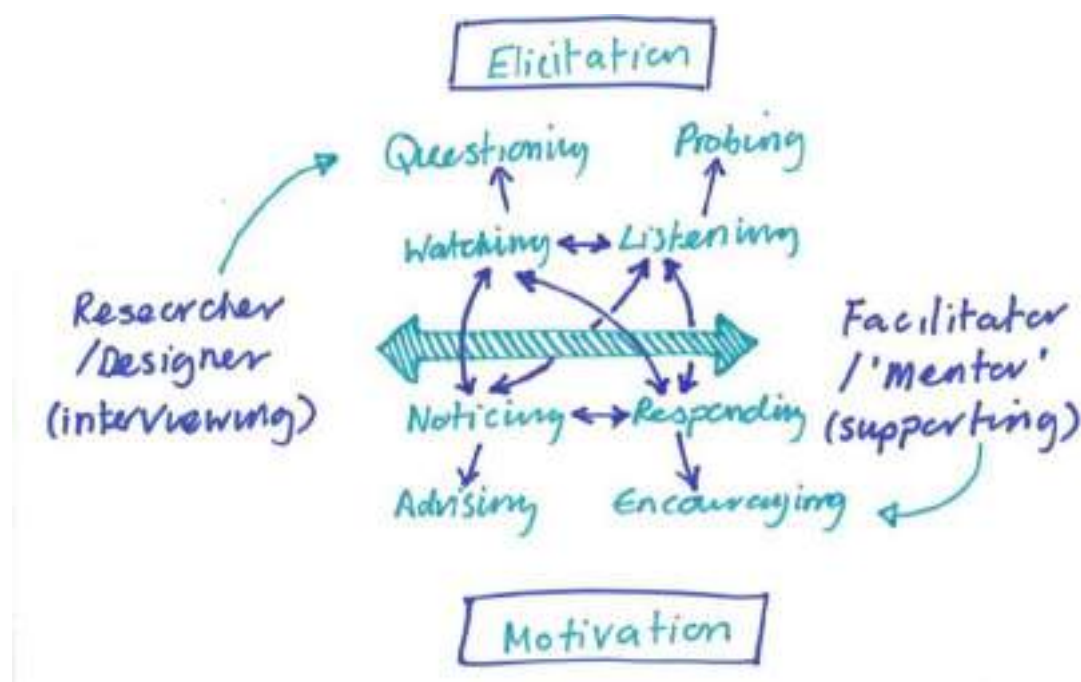 Elicitation
Questioning Probing
Watching Listening
Researcher
/Designer
(interviewing)
Facilitator
/'mentor'
(supporting)
Noticing Responding
Advising Encouraging
Motivation